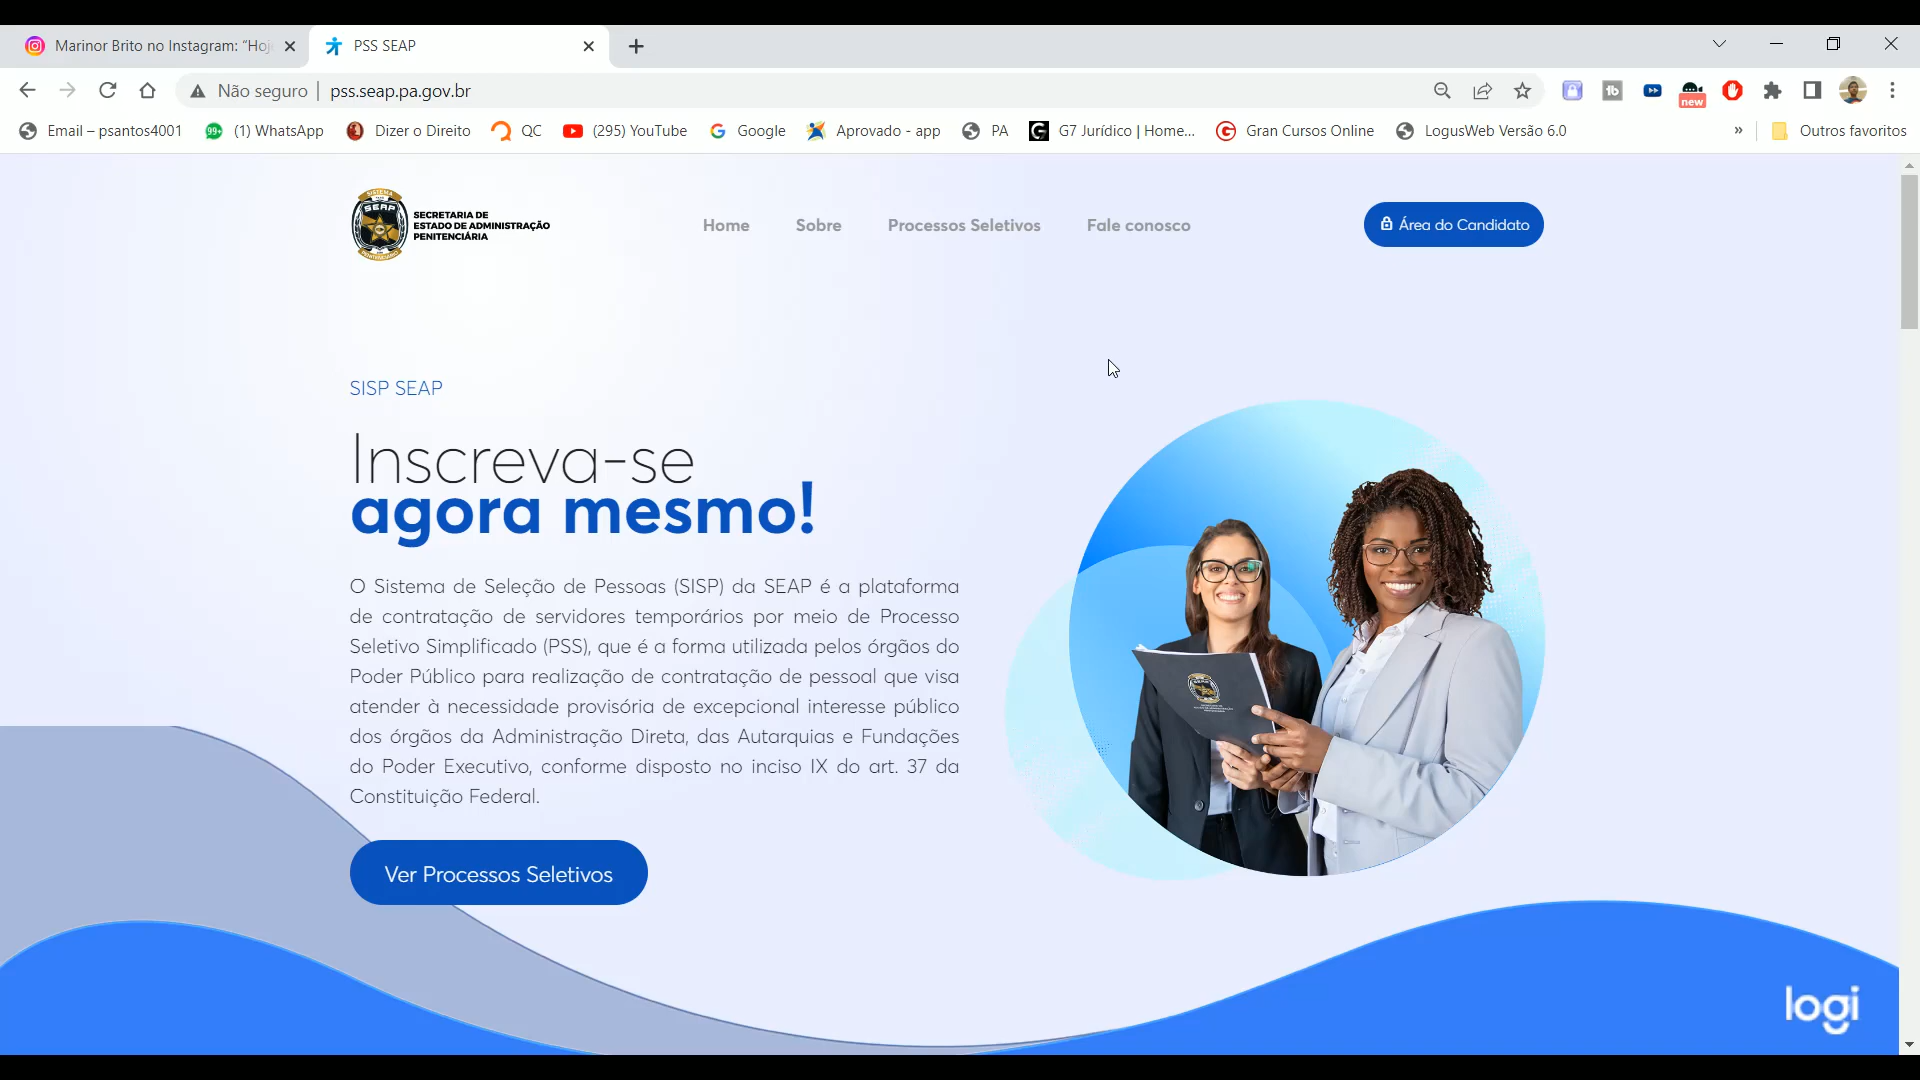 Marinor Brito no Instagram: “Hoj
PSS SEAP
Não seguro
pss.seap.pa.gov.br
new
Email – psantos4001
99+
(1) WhatsApp
Dizer o Direito
QC
(295) YouTube
Google
Aprovado - app
PA
G7 Jurídico | Home...
Gran Cursos Online
LogusWeb Versão 6.0
»
Outros favoritos
SISTEMA
SEAP
PENITENCIÁRIO
SECRETARIA DE
ESTADO DE ADMINISTRAÇÃO
PENITENCIÁRIA
Home
Sobre
Processos Seletivos
Fale conosco
Área do Candidato
SISP SEAP
Inscreva-se
agora mesmo!
O Sistema de Seleção de Pessoas (SISP) da SEAP é a plataforma
de contratação de servidores temporários por meio de Processo
Seletivo Simplificado (PSS), que é a forma utilizada pelos órgãos do
Poder Público para realização de contratação de pessoal que visa
atender à necessidade provisória de excepcional interesse público
dos órgãos da Administração Direta, das Autarquias e Fundações
do Poder Executivo, conforme disposto no inciso IX do art. 37 da
Constituição Federal.
Ver Processos Seletivos
SEAP
logi